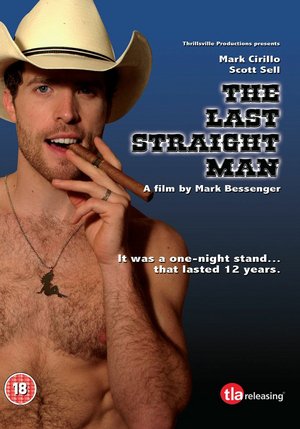 Thrillsville Productions presents
Mark Cirillo
Scott Sell
THE
LAST
STRAIGHT
MAN
A film by Mark Bessenger
It was a one-night stand...
that lasted 12 years.
18
tla releasing